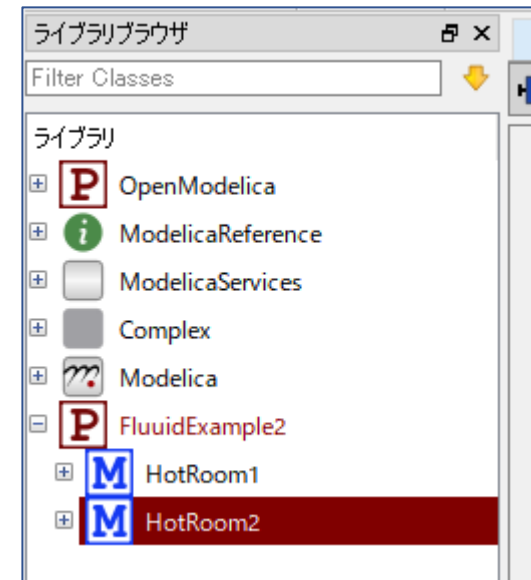 ライブラリブラウザ
Filter Classes
ライブラリ
P OpenModelica
i ModelicaReference
ModelicaServices
Complex
m Modelica
P FluuidExample2
M HotRoom1
M HotRoom2